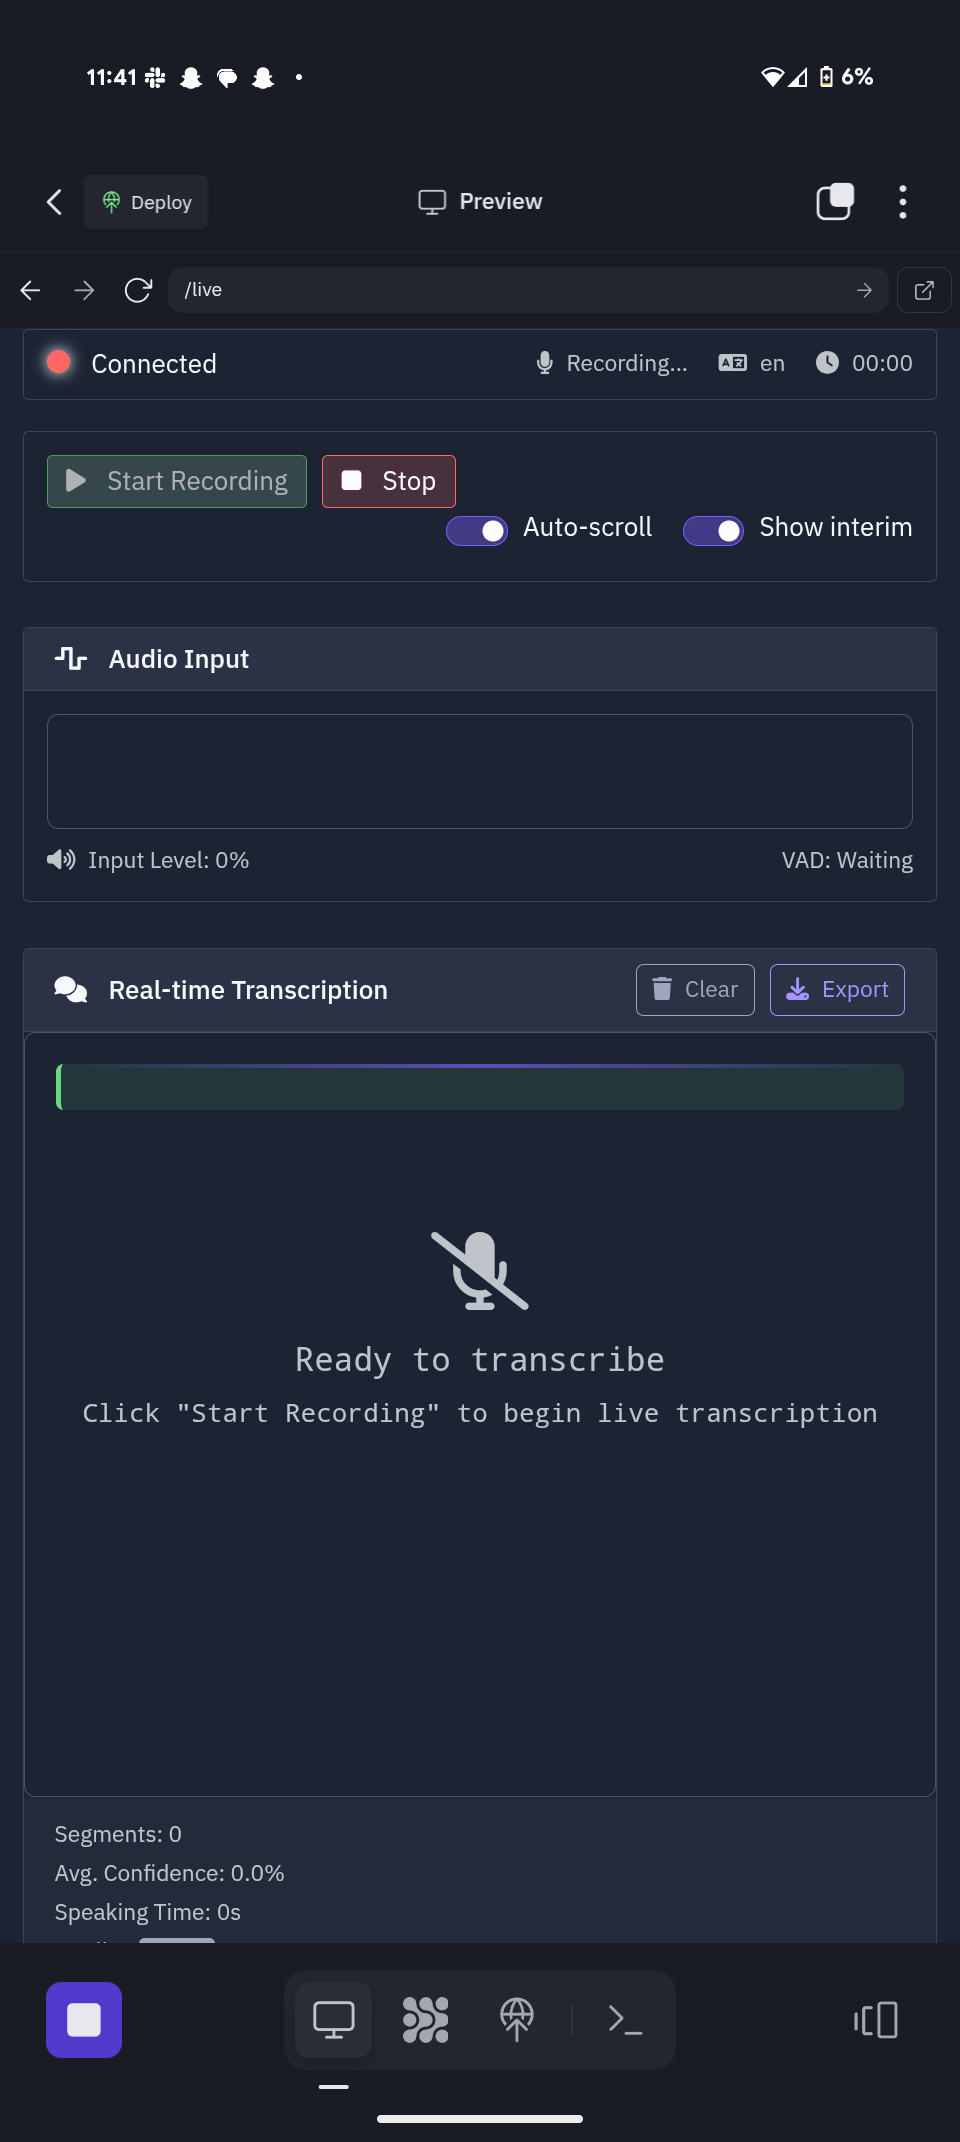 11:41 6%
Deploy Preview
/live
Connected Recording... en 00:00
Start Recording Stop
Auto-scroll Show interim
Audio Input
Input Level: 0% VAD: Waiting
Real-time Transcription Clear Export
Ready to transcribe
Click "Start Recording" to begin live transcription
Segments: 0
Avg. Confidence: 0.0%
Speaking Time: 0s